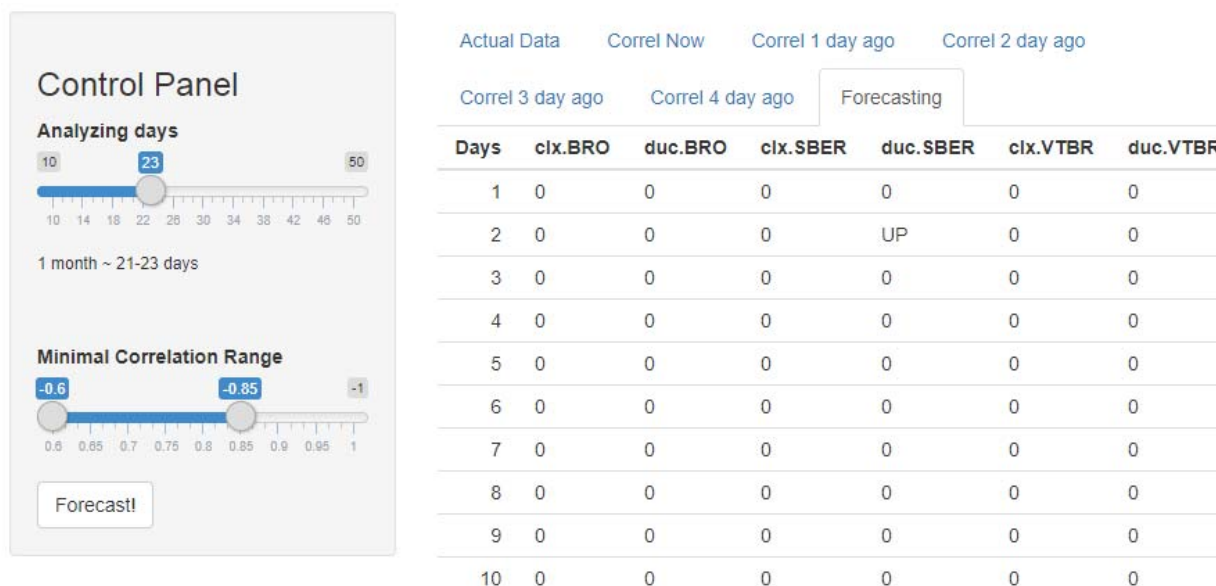 Control Panel
Analyzing days
10 23 50
10 14 18 22 26 30 34 38 42 46 50
1 month ~ 21-23 days
Minimal Correlation Range
-0.6 -0.85 -1
0.6 0.65 0.7 0.75 0.8 0.85 0.9 0.95 1
Forecast!
Actual Data Correl Now Correl 1 day ago Correl 2 day ago
Correl 3 day ago Correl 4 day ago Forecasting
Days clx.BRO duc.BRO clx.SBER duc.SBER clx.VTBR duc.VTBR
1 0 0 0 0 0 0
2 0 0 0 UP 0 0
3 0 0 0 0 0 0
4 0 0 0 0 0 0
5 0 0 0 0 0 0
6 0 0 0 0 0 0
7 0 0 0 0 0 0
8 0 0 0 0 0 0
9 0 0 0 0 0 0
10 0 0 0 0 0 0